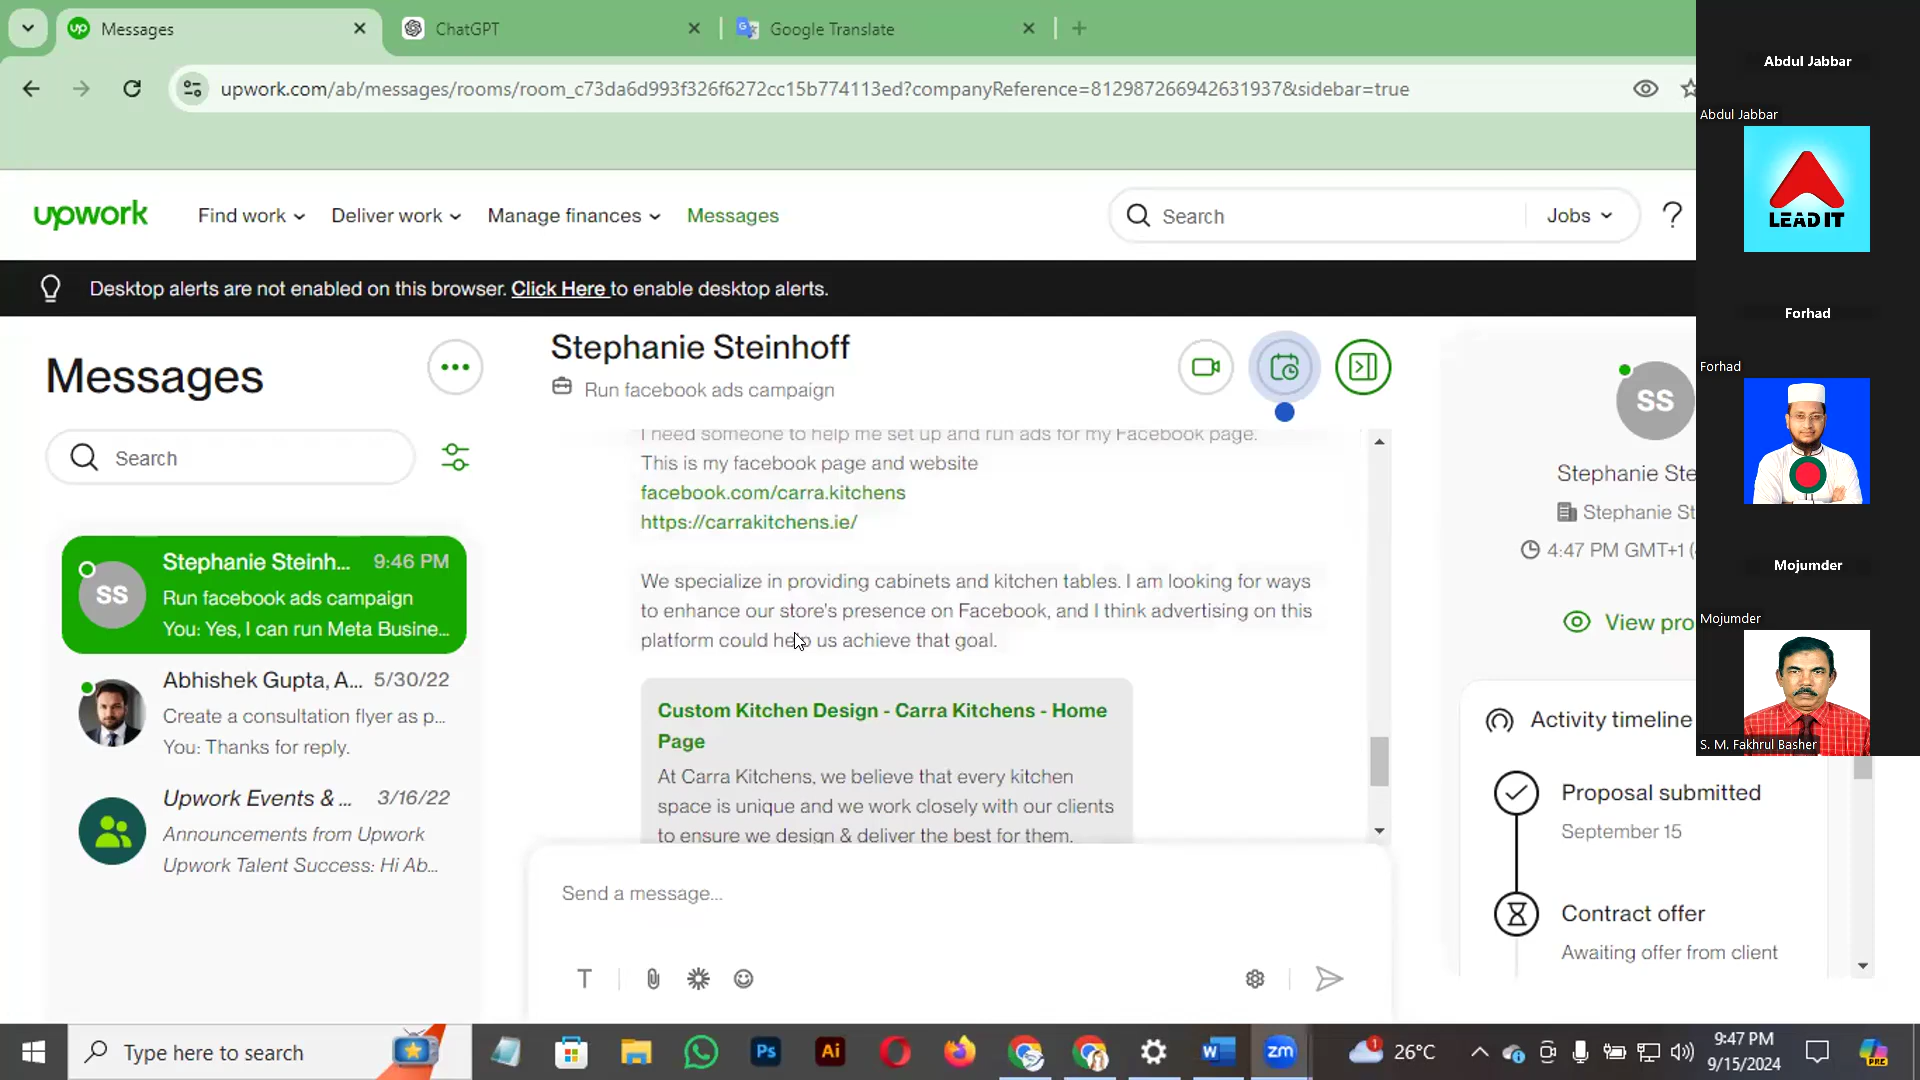 Messages
ChatGPT
Google Translate
upwork.com/ab/messages/rooms/room_c73da6d993f326f6272cc15b774113ed?companyReference=812987266942631937&sidebar=true
upwork
Find work
Deliver work
Manage finances
Messages
Search
Jobs
Desktop alerts are not enabled on this browser. Click Here to enable desktop alerts.
Messages
Search
SS
Stephanie Steinh... 9:46 PM
Run facebook ads campaign
You: Yes, I can run Meta Busine...
Abhishek Gupta, A... 5/30/22
Create a consultation flyer as p...
You: Thanks for reply.
Upwork Events & ... 3/16/22
Announcements from Upwork
Upwork Talent Success: Hi Ab...
Stephanie Steinhoff
Run facebook ads campaign
I need someone to help me set up and run ads for my Facebook page.
This is my facebook page and website
facebook.com/carra.kitchens
https://carrakitchens.ie/
We specialize in providing cabinets and kitchen tables. I am looking for ways
to enhance our store's presence on Facebook, and I think advertising on this
platform could help us achieve that goal.
Custom Kitchen Design - Carra Kitchens - Home
Page
At Carra Kitchens, we believe that every kitchen
space is unique and we work closely with our clients
to ensure we design & deliver the best for them.
Send a message...
SS
Stephanie Ste
Stephanie St
4:47 PM GMT+1 (
View pro
Activity timeline
Proposal submitted
September 15
Contract offer
Awaiting offer from client
Abdul Jabbar
Abdul Jabbar
LEAD IT
Forhad
Forhad
Mojumder
Mojumder
S. M. Fakhrul Basher
Type here to search
Ps
Ai
W
zm
1
26°C
9:47 PM
9/15/2024
PRE